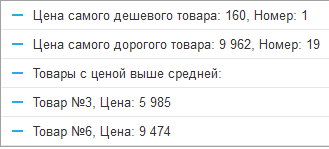 Цена самого дешевого товара: 160, Номер: 1
Цена самого дорогого товара: 9 962, Номер: 19
Товары с ценой выше средней:
Товар №3, Цена: 5 985
Товар №6, Цена: 9 474